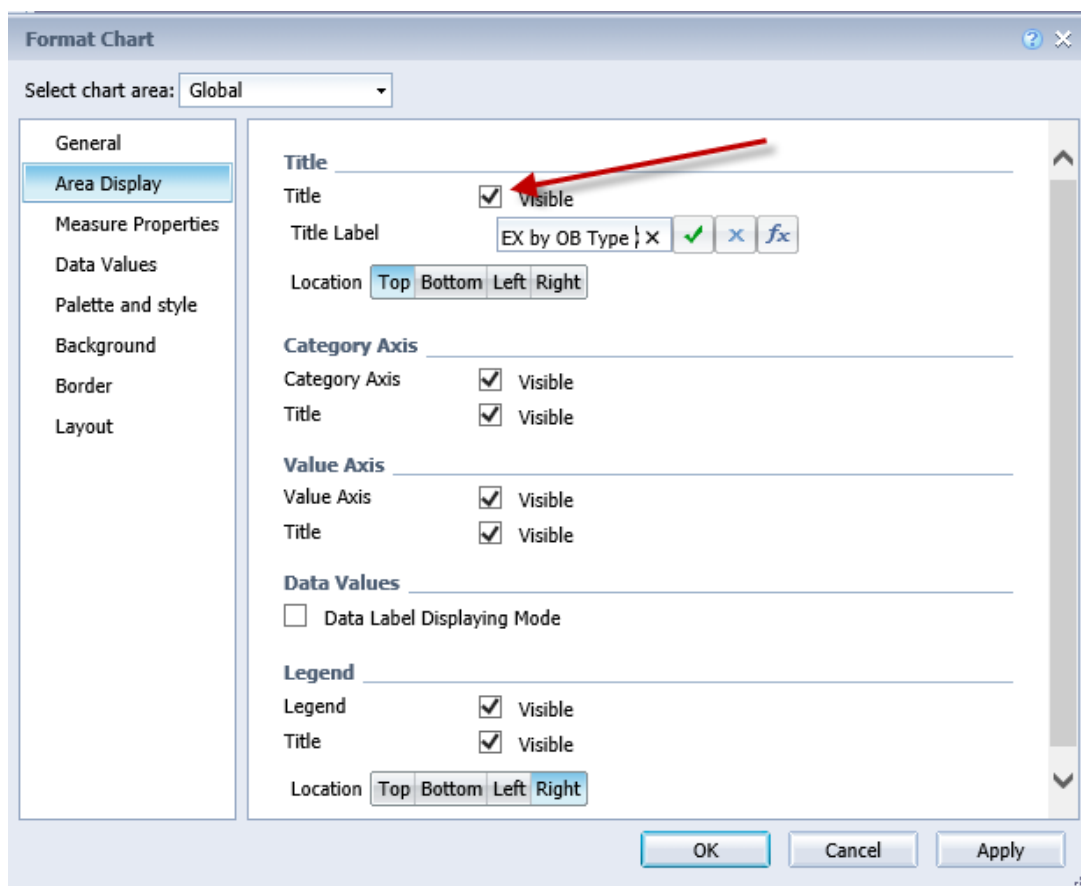 Format Chart
Select chart area: Global
General
Area Display
Measure Properties
Data Values
Palette and style
Background
Border
Layout
Title
Title Visible
Title Label EX by OB Type
fx
Location Top Bottom Left Right
Category Axis
Category Axis Visible
Title Visible
Value Axis
Value Axis Visible
Title Visible
Data Values
Data Label Displaying Mode
Legend
Legend Visible
Title Visible
Location Top Bottom Left Right
OK Cancel Apply